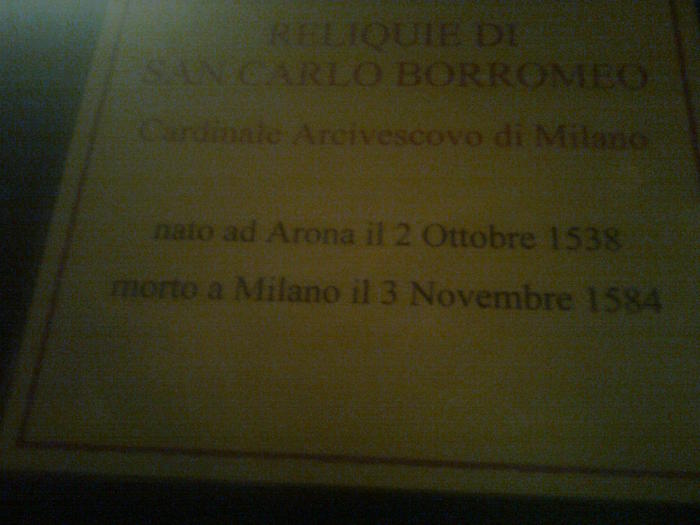 RELIQUIE DI
SAN CARLO BORROMEO
Cardinale Arcivescovo di Milano
nato ad Arona il 2 Ottobre 1538
morto a Milano il 3 Novembre 1584